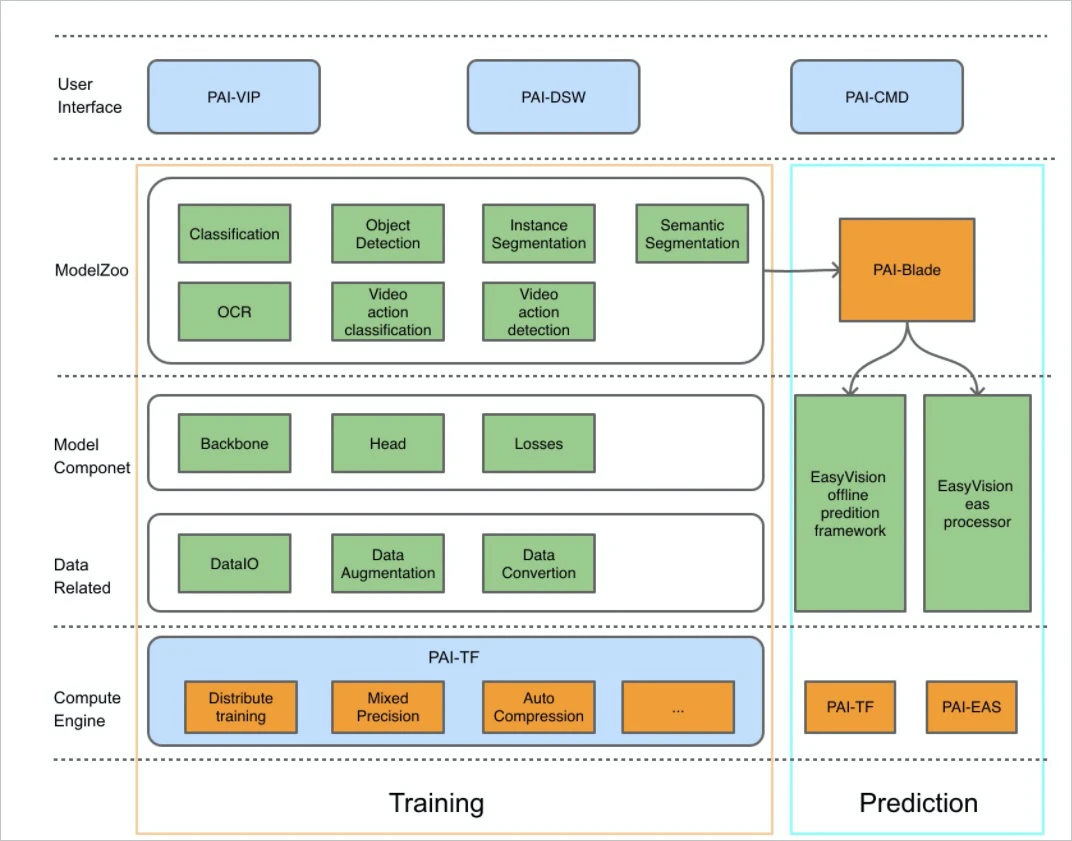 User
Interface
PAI-VIP
PAI-DSW
PAI-CMD
ModelZoo
Classification
Object
Detection
Instance
Segmentation
Semantic
Segmentation
OCR
Video
action
classification
Video
action
detection
PAI-Blade
Model
Componet
Backbone
Head
Losses
EasyVision
offline
predition
framework
EasyVision
eas
processor
Data
Related
DataIO
Data
Augmentation
Data
Convertion
Compute
Engine
PAI-TF
Distribute
training
Mixed
Precision
Auto
Compression
...
PAI-TF
PAI-EAS
Training
Prediction